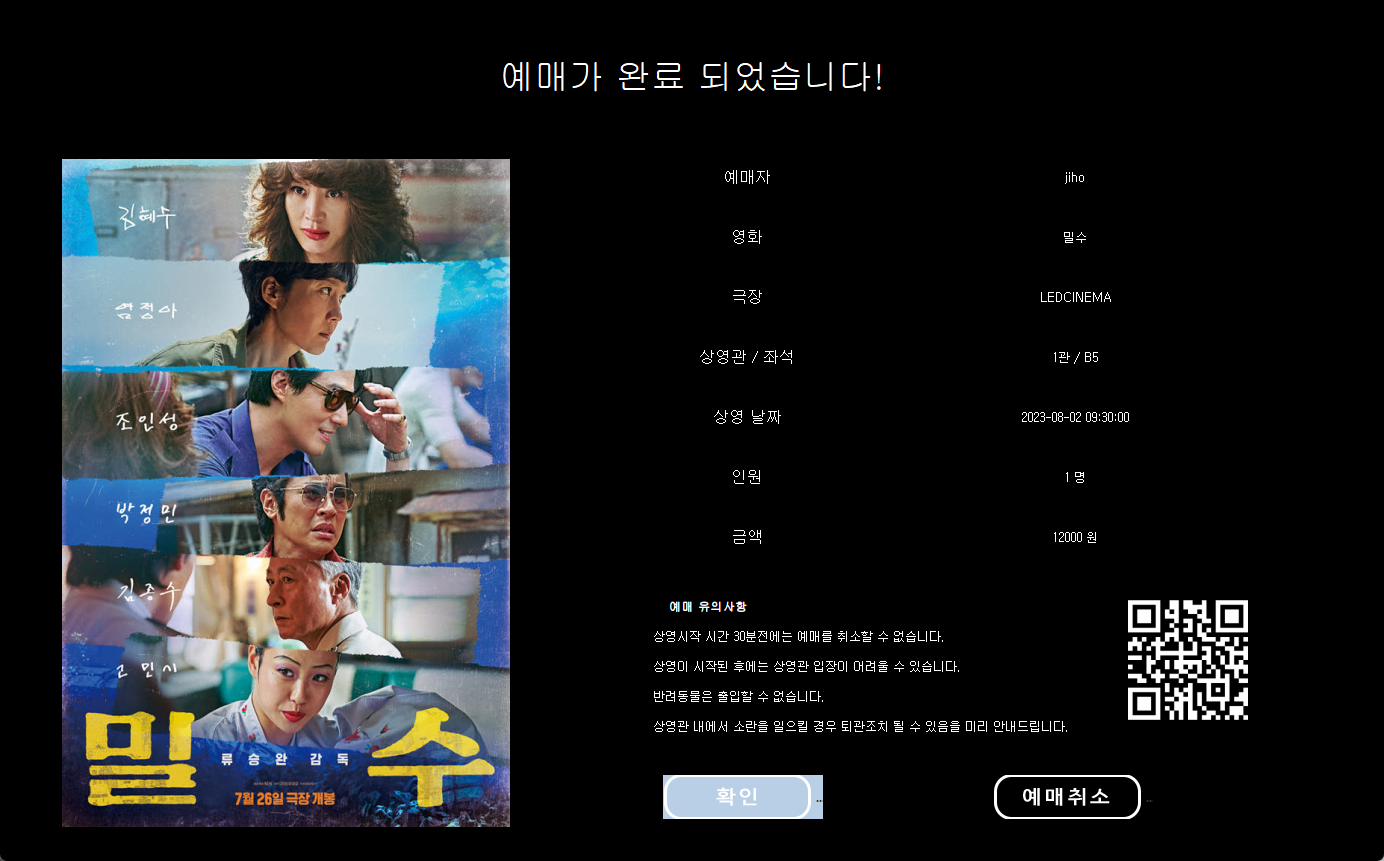 예매가 완료 되었습니다!
김혜수
염정아
조인성
박정민
김종수
고민시
밀수
류승완 감독
7월 26일 극장 개봉
예매자 jiho
영화 밀수
극장 LEDCINEMA
상영관 / 좌석 1관 / B5
상영 날짜 2023-08-02 09:30:00
인원 1 명
금액 12000 원
예매 유의사항
상영시작 시간 30분전에는 예매를 취소할 수 없습니다.
상영이 시작된 후에는 상영관 입장이 어려울 수 있습니다.
반려동물은 출입할 수 없습니다.
상영관 내에서 소란을 일으킬 경우 퇴관조치 될 수 있음을 미리 안내드립니다.
확인 ...
예매취소 ...